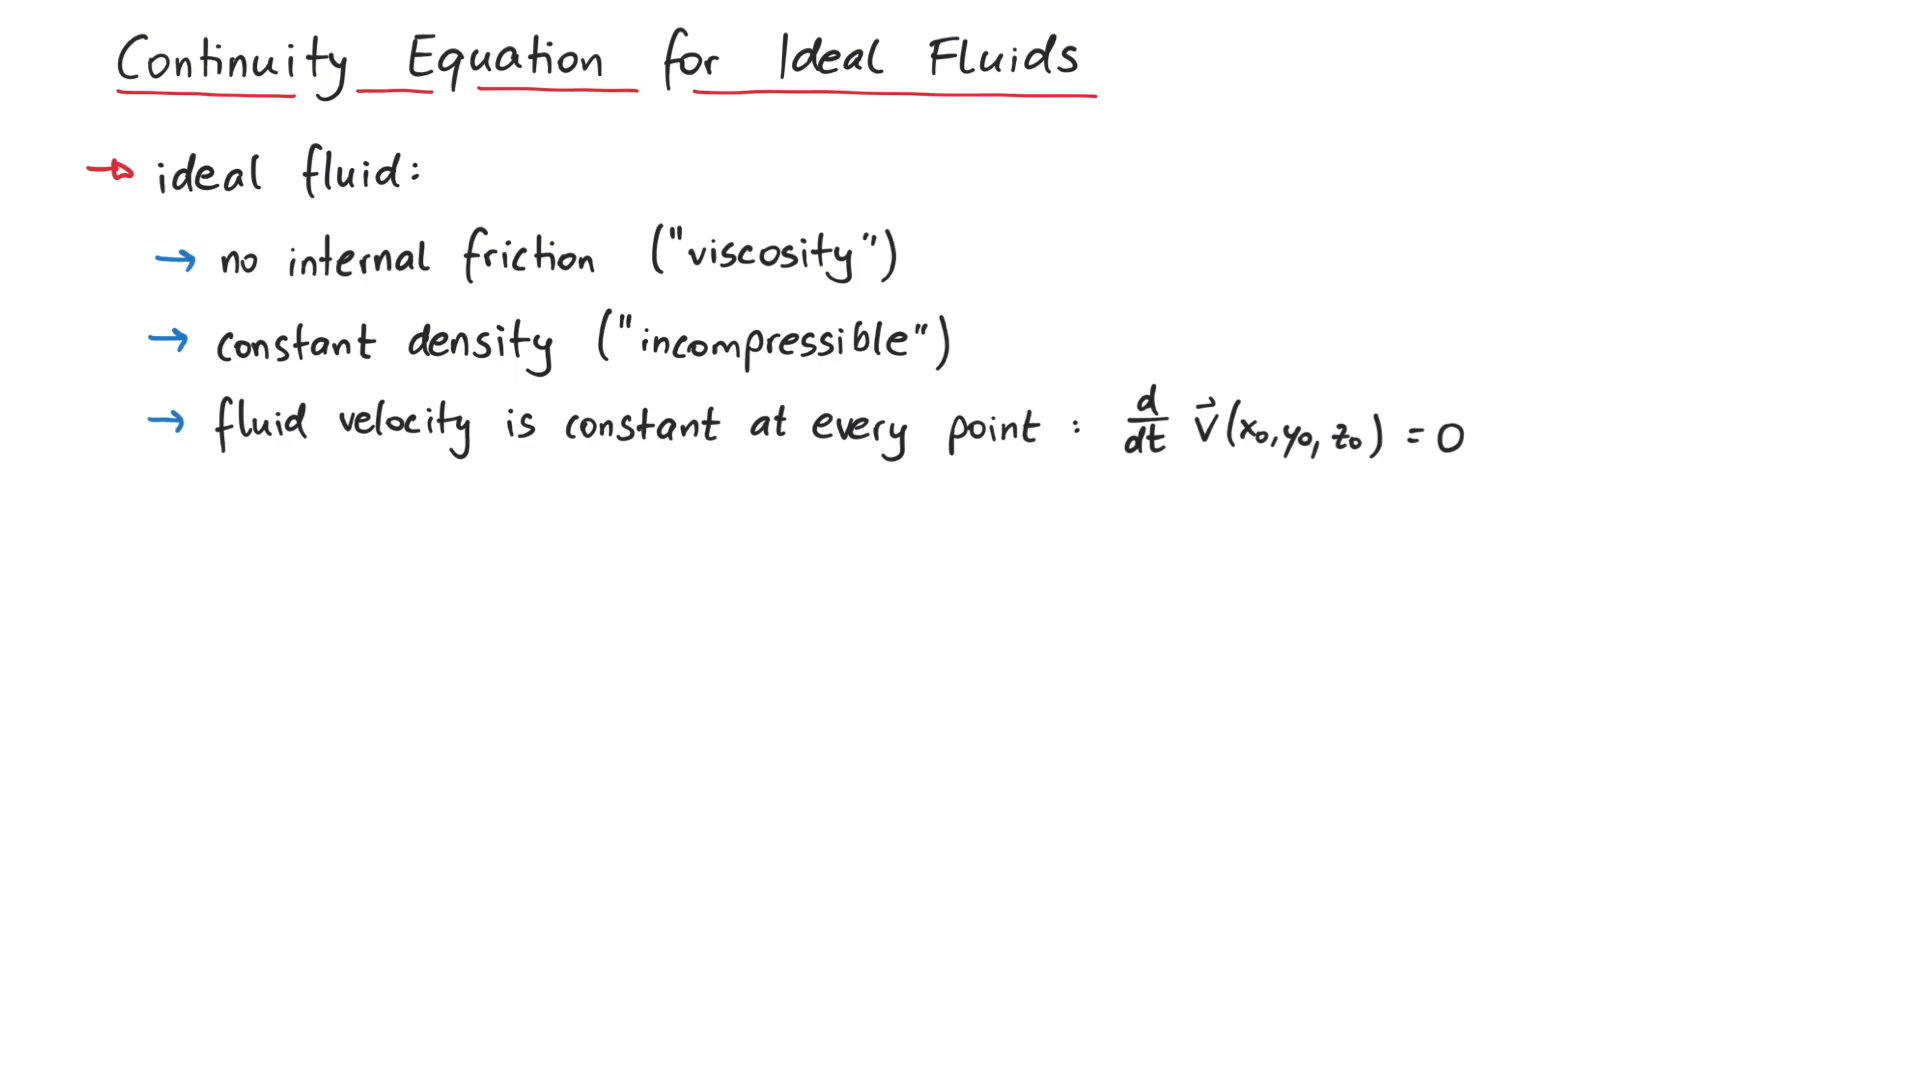 Continuity Equation for Ideal Fluids
→ ideal fluid:
→ no internal friction ("viscosity")
→ constant density ("incompressible")
→ fluid velocity is constant at every point : d/dt v⃗(x₀,y₀,z₀) = 0